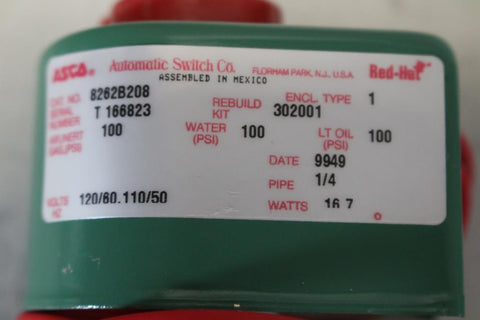 ASCO® Automatic Switch Co. FLORHAM PARK, N.J., U.S.A Red-Hat
ASSEMBLED IN MEXICO
CAT. NO. 8262B208 ENCL. TYPE 1
SERIAL NUMBER T 166823 REBUILD KIT 302001
AIR/INERT GAS(PSI) 100 WATER (PSI) 100 LT OIL (PSI) 100
DATE 9949
PIPE 1/4
VOLTS HZ 120/60.110/50 WATTS 16.7